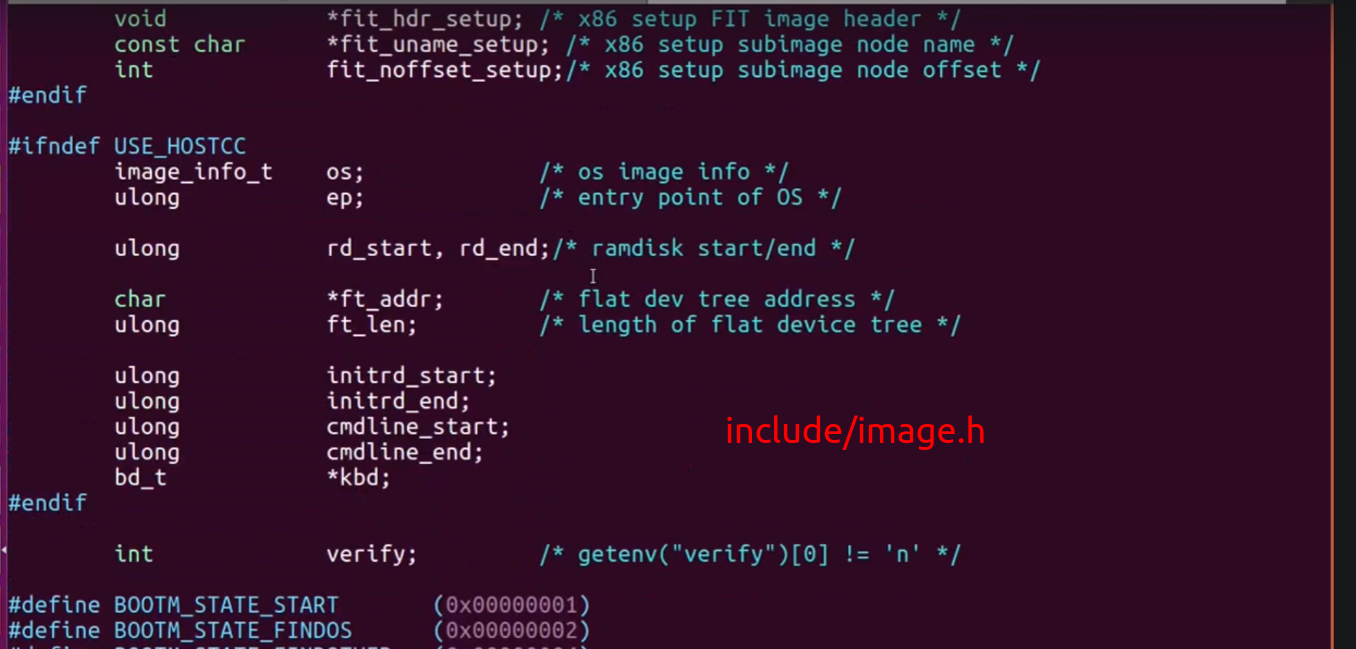 void *fit_hdr_setup; /* x86 setup FIT image header */
const char *fit_uname_setup; /* x86 setup subimage node name */
int fit_noffset_setup;/* x86 setup subimage node offset */
#endif
#ifndef USE_HOSTCC
image_info_t os; /* os image info */
ulong ep; /* entry point of OS */
ulong rd_start, rd_end;/* ramdisk start/end */
char *ft_addr; /* flat dev tree address */
ulong ft_len; /* length of flat device tree */
ulong initrd_start;
ulong initrd_end;
ulong cmdline_start;
ulong cmdline_end;
bd_t *kbd;
#endif
include/image.h
int verify; /* getenv("verify")[0] != 'n' */
#define BOOTM_STATE_START (0x00000001)
#define BOOTM_STATE_FINDOS (0x00000002)